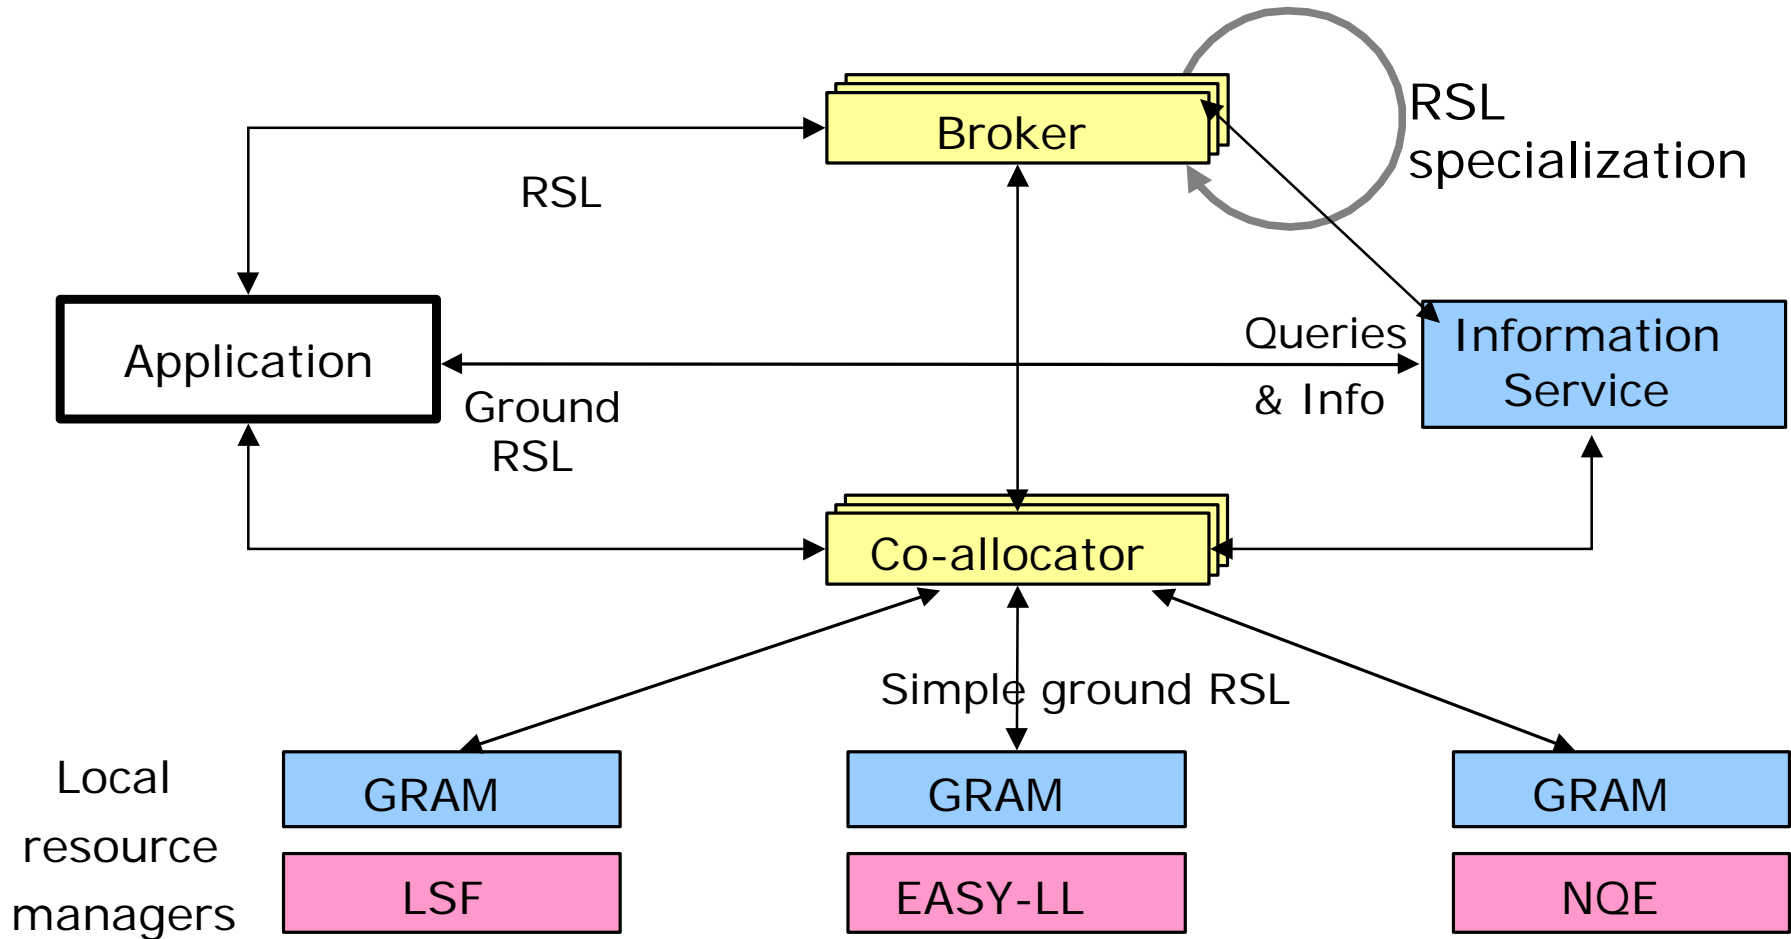 Broker
RSL
specialization
RSL
Application
Queries
& Info
Information
Service
Ground
RSL
Co-allocator
Simple ground RSL
Local
resource
managers
GRAM
GRAM
GRAM
LSF
EASY-LL
NQE